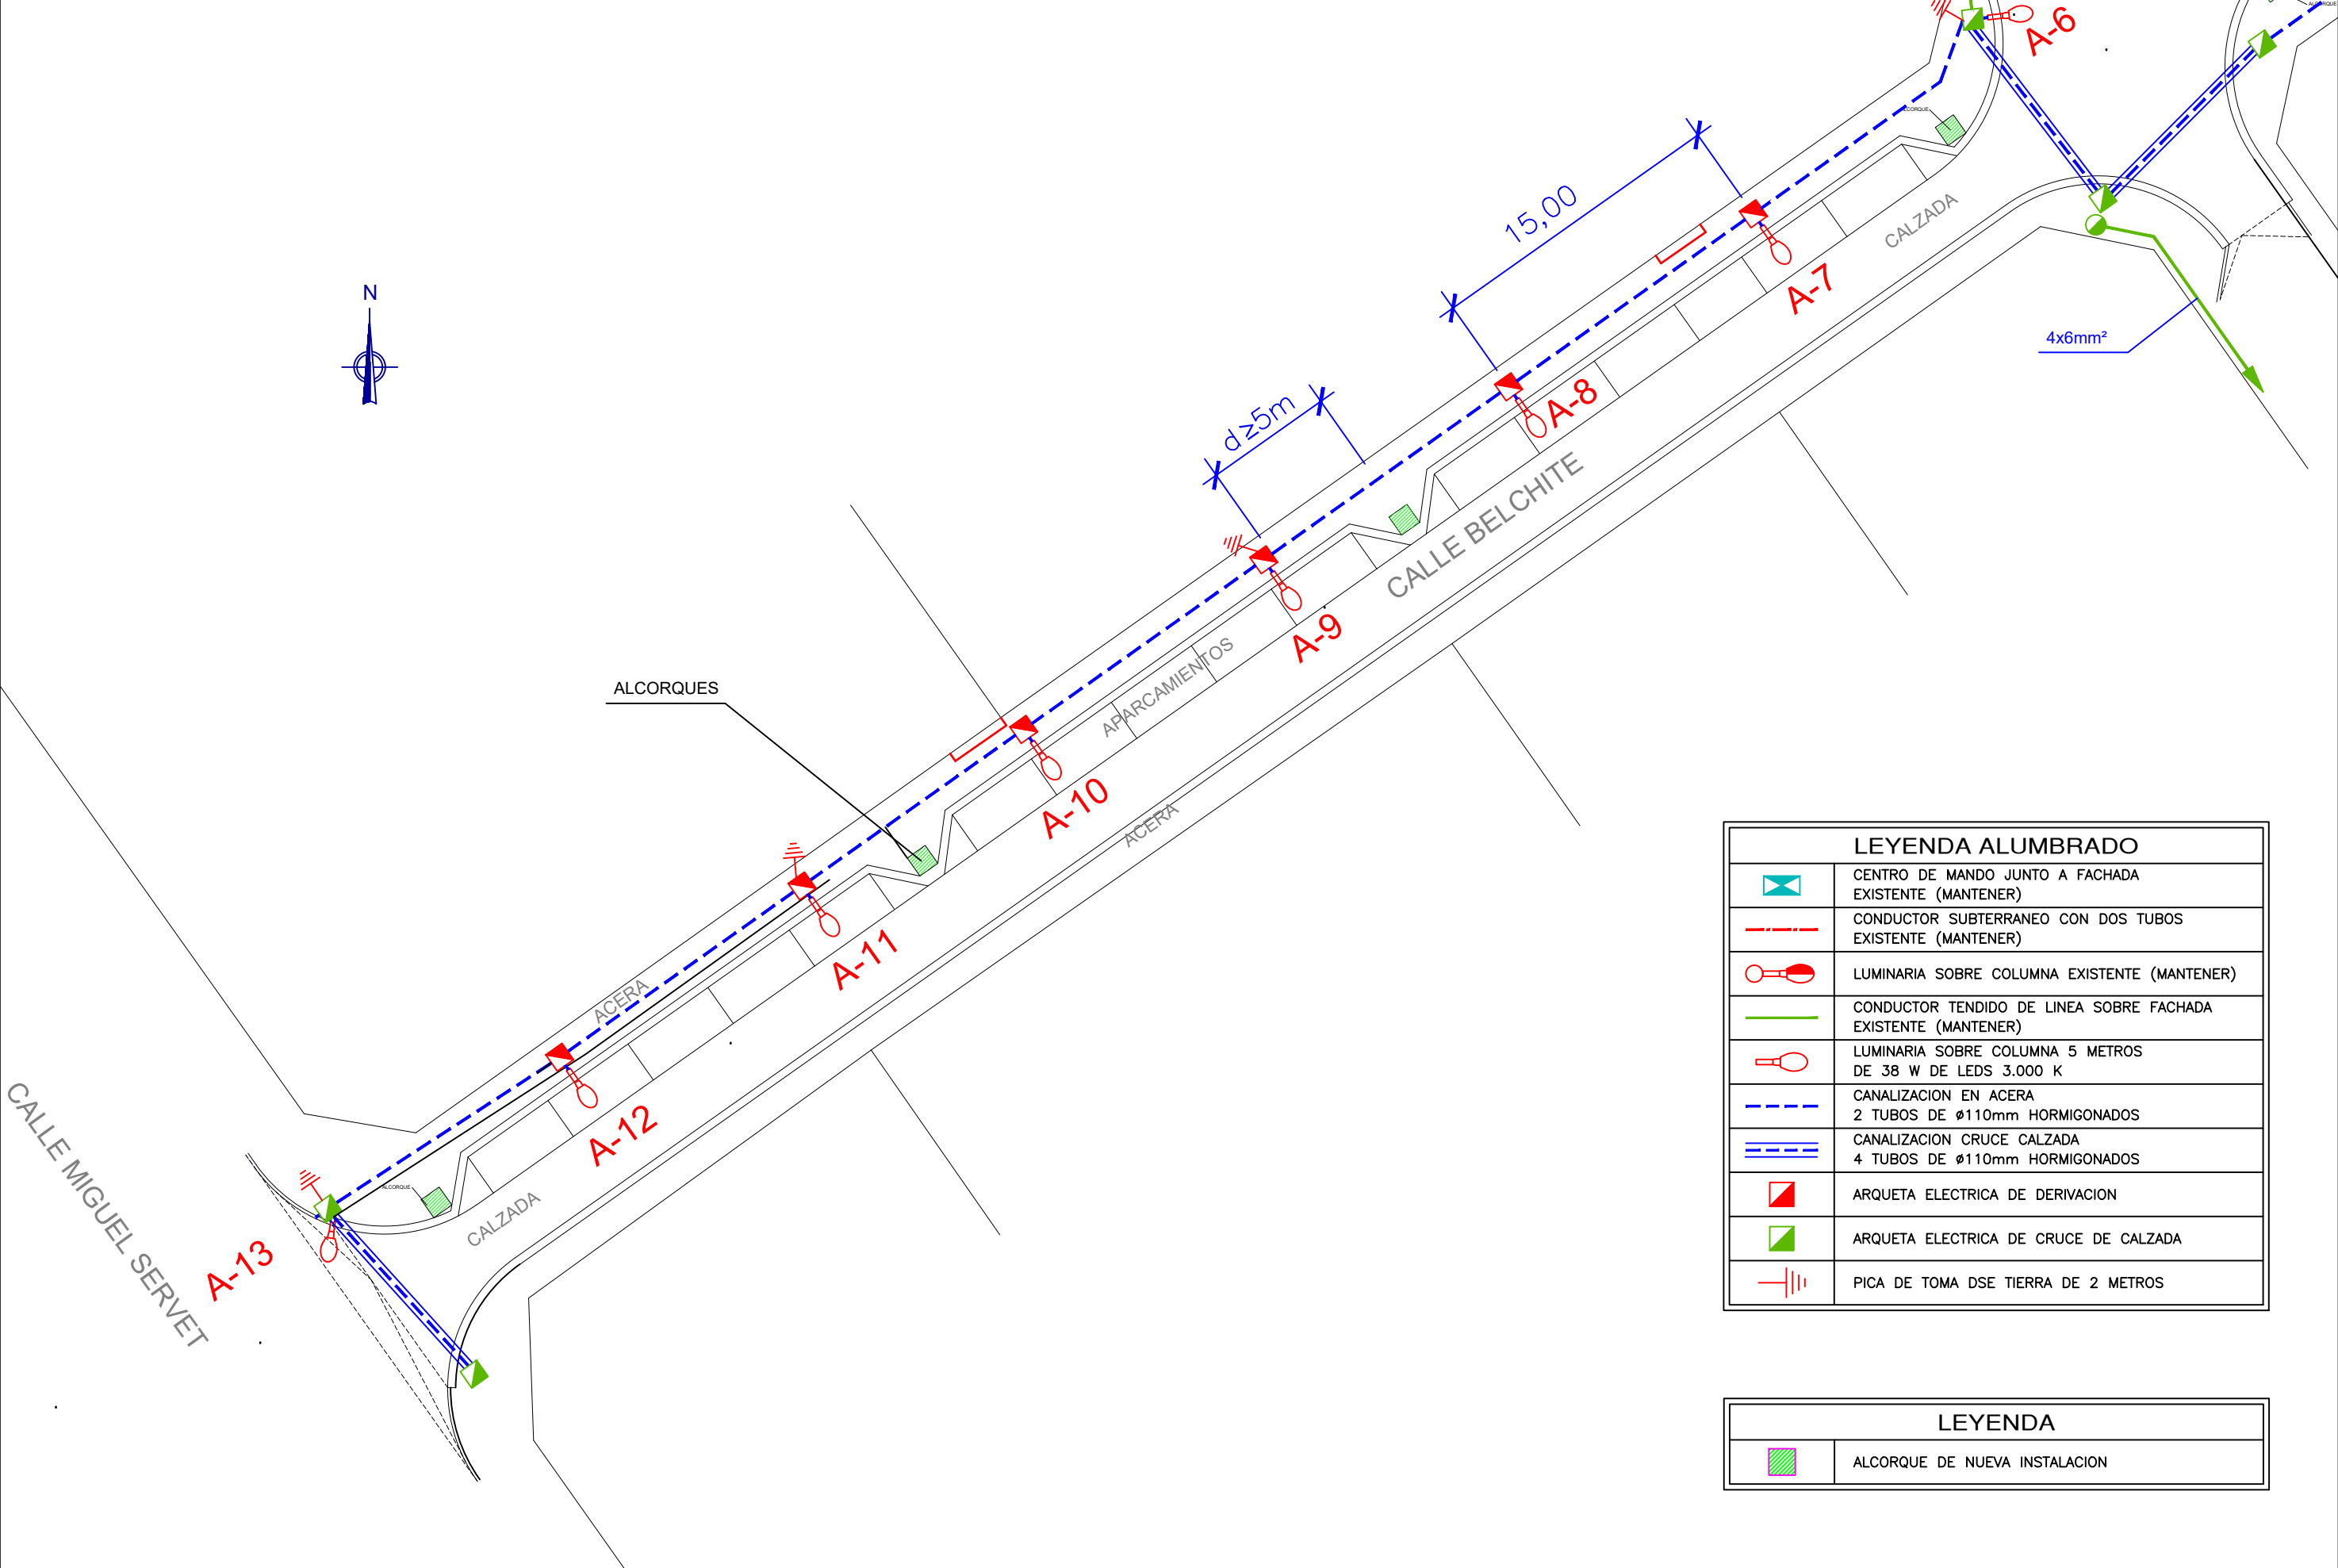 ALCORQUE
A-6
ALCORQUE
15,00
CALZADA
A-7
N
4x6mm²
d≥5m
A-8
CALLE BELCHITE
A-9
APARCAMIENTOS
ALCORQUES
A-10
ACERA
A-11
ACERA
A-12
CALLE MIGUEL SERVET
ALCORQUE
CALZADA
A-13
LEYENDA ALUMBRADO
CENTRO DE MANDO JUNTO A FACHADA
EXISTENTE (MANTENER)
CONDUCTOR SUBTERRANEO CON DOS TUBOS
EXISTENTE (MANTENER)
LUMINARIA SOBRE COLUMNA EXISTENTE (MANTENER)
CONDUCTOR TENDIDO DE LINEA SOBRE FACHADA
EXISTENTE (MANTENER)
LUMINARIA SOBRE COLUMNA 5 METROS
DE 38 W DE LEDS 3.000 K
CANALIZACION EN ACERA
2 TUBOS DE ø110mm HORMIGONADOS
CANALIZACION CRUCE CALZADA
4 TUBOS DE ø110mm HORMIGONADOS
ARQUETA ELECTRICA DE DERIVACION
ARQUETA ELECTRICA DE CRUCE DE CALZADA
PICA DE TOMA DSE TIERRA DE 2 METROS
LEYENDA
ALCORQUE DE NUEVA INSTALACION